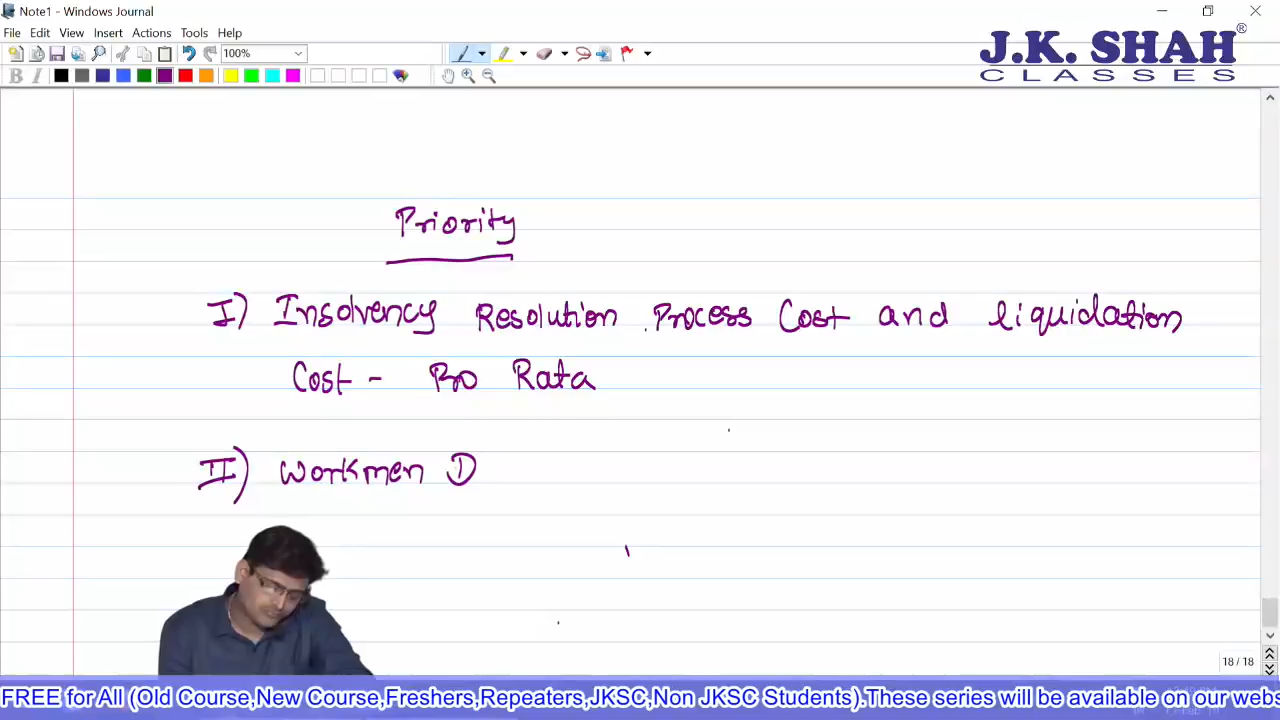 Note1 - Windows Journal
File Edit View Insert Actions Tools Help
100%
J.K. SHAH®
CLASSES
Priority
I) Insolvency Resolution Process Cost and liquidation
Cost - Pro Rata
II) Workmen D
18 / 18
FREE for All (Old Course,New Course,Freshers,Repeaters,JKSC,Non JKSC Students).These series will be available on our webs